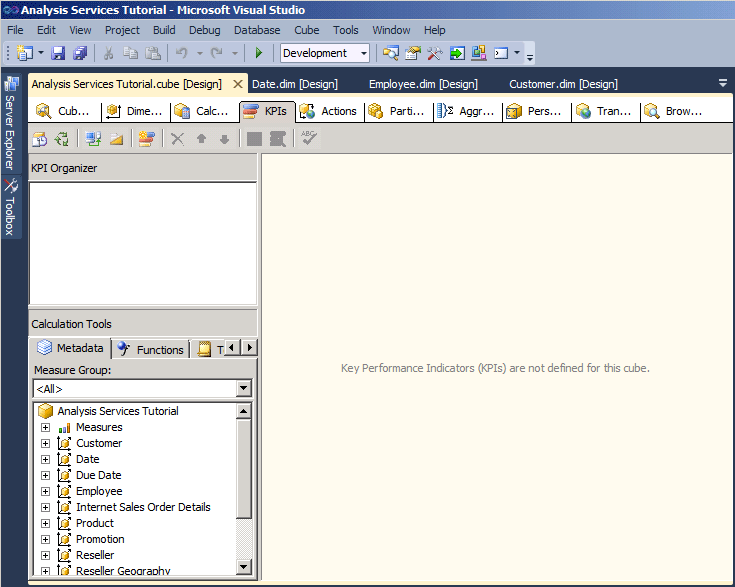 Analysis Services Tutorial - Microsoft Visual Studio
File Edit View Project Build Debug Database Cube Tools Window Help
Development
Analysis Services Tutorial.cube [Design] Date.dim [Design] Employee.dim [Design] Customer.dim [Design]
Cub... Dime... Calc... KPIs Actions Parti... Aggr... Pers... Tran... Brow...
ABC
Server Explorer
Toolbox
KPI Organizer
Calculation Tools
Metadata Functions T
Measure Group:
<All>
Analysis Services Tutorial
Measures
Customer
Date
Due Date
Employee
Internet Sales Order Details
Product
Promotion
Reseller
Reseller Geography
Key Performance Indicators (KPIs) are not defined for this cube.